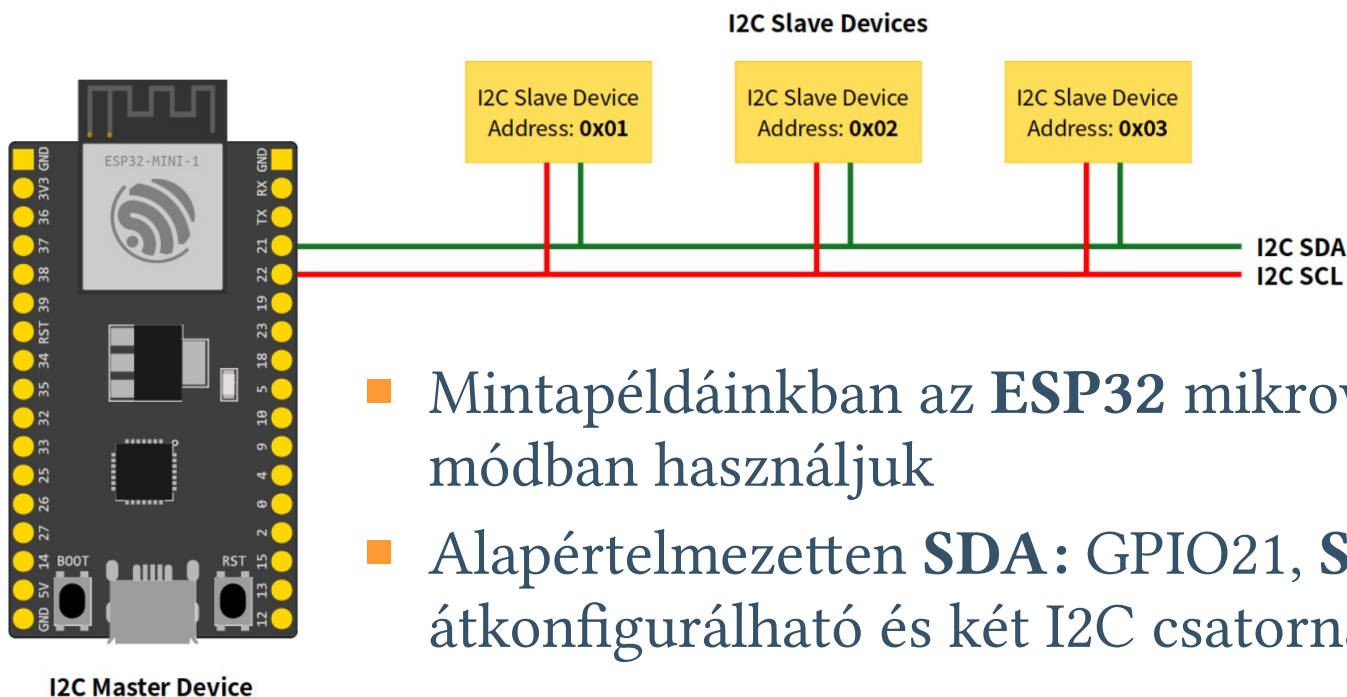 I2C Slave Devices
I2C Slave Device
Address: 0x01
I2C Slave Device
Address: 0x02
I2C Slave Device
Address: 0x03
I2C SDA
I2C SCL
ESP32-MINI-1
GND
3V3
36
37
38
39
RST
34
35
32
33
25
26
27
14
5V
GND
GND
RX
TX
21
22
19
23
18
5
10
9
4
0
2
15
13
12
BOOT
RST
I2C Master Device
Mintapéldáinkban az ESP32 mikrov
módban használjuk
Alapértelmezetten SDA: GPIO21, S
átkonfigurálható és két I2C csatorna